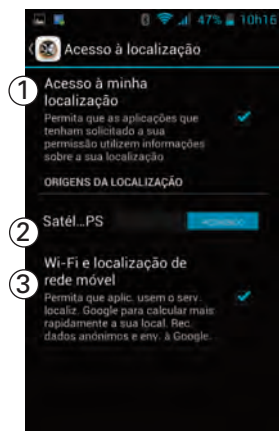 47% 10h16
Acesso à localização
1
Acesso à minha
localização
Permita que as aplicações que
tenham solicitado a sua
permissão utilizem informações
sobre a sua localização
ORIGENS DA LOCALIZAÇÃO
2
Satél...PS
3
Wi-Fi e localização de
rede móvel
Permita que aplic. usem o serv.
localiz. Google para calcular mais
rapidamente a sua local. Rec.
dados anónimos e env. à Google.